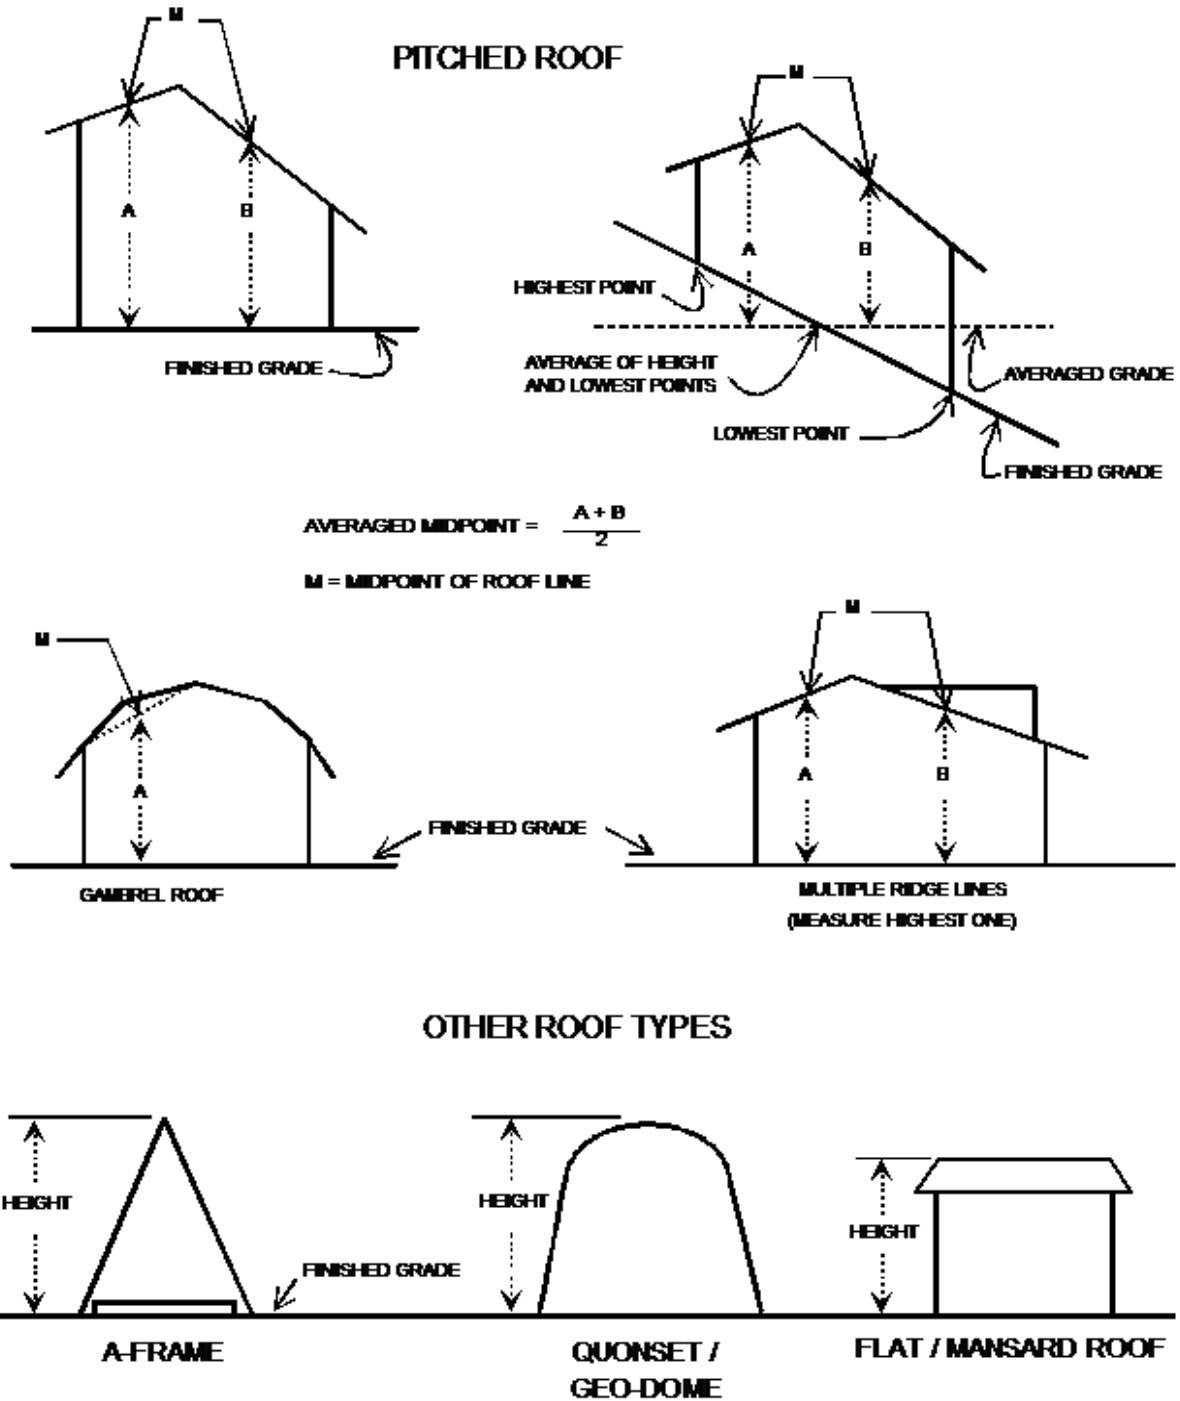 M
PITCHED ROOF
M
A
B
A
B
HIGHEST POINT
FINISHED GRADE
AVERAGE OF HEIGHT
AND LOWEST POINTS
AVERAGED GRADE
LOWEST POINT
FINISHED GRADE
AVERAGED MIDPOINT = A + B
2
M = MIDPOINT OF ROOF LINE
M
M
A
A
B
FINISHED GRADE
GAMBREL ROOF
MULTIPLE RIDGE LINES
(MEASURE HIGHEST ONE)
OTHER ROOF TYPES
HEIGHT
HEIGHT
HEIGHT
FINISHED GRADE
A-FRAME
QUONSET /
GEO-DOME
FLAT / MANSARD ROOF